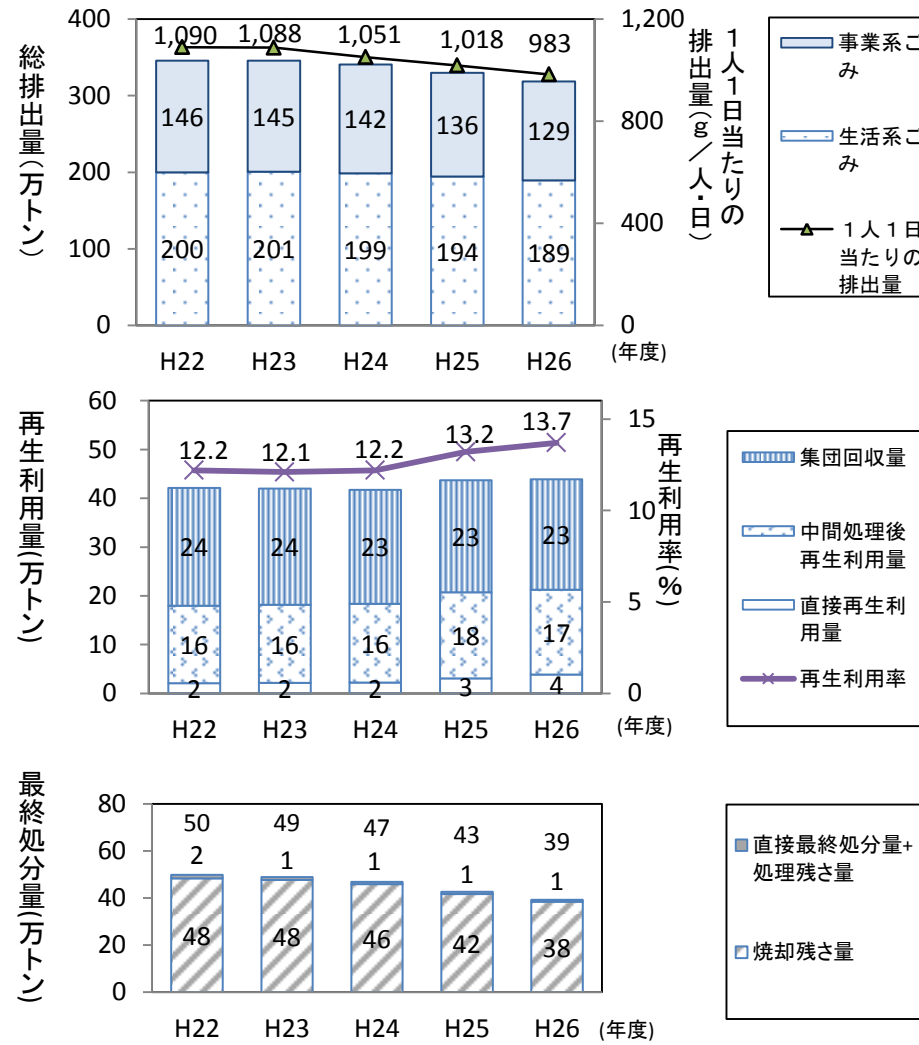 総排出量(万トン)
400
300
200
100
0
1,090
1,088
1,051
1,018
983
146
145
142
136
129
200
201
199
194
189
H22
H23
H24
H25
H26
(年度)
1,200
800
400
0
1人1日当たりの
排出量(g/人・日)
事業系ご
み
生活系ご
み
1人1日
当たりの
排出量
再生利用量(万トン)
60
50
40
30
20
10
0
12.2
12.1
12.2
13.2
13.7
24
24
23
23
23
16
16
16
18
17
2
2
2
3
4
H22
H23
H24
H25
H26
(年度)
15
10
5
0
再生利用率(%)
集団回収量
中間処理後
再生利用量
直接再生利
用量
再生利用率
最終処分量(万トン)
80
60
40
20
0
50
49
47
43
39
2
1
1
1
1
48
48
46
42
38
H22
H23
H24
H25
H26
(年度)
直接最終処分量+
処理残さ量
焼却残さ量